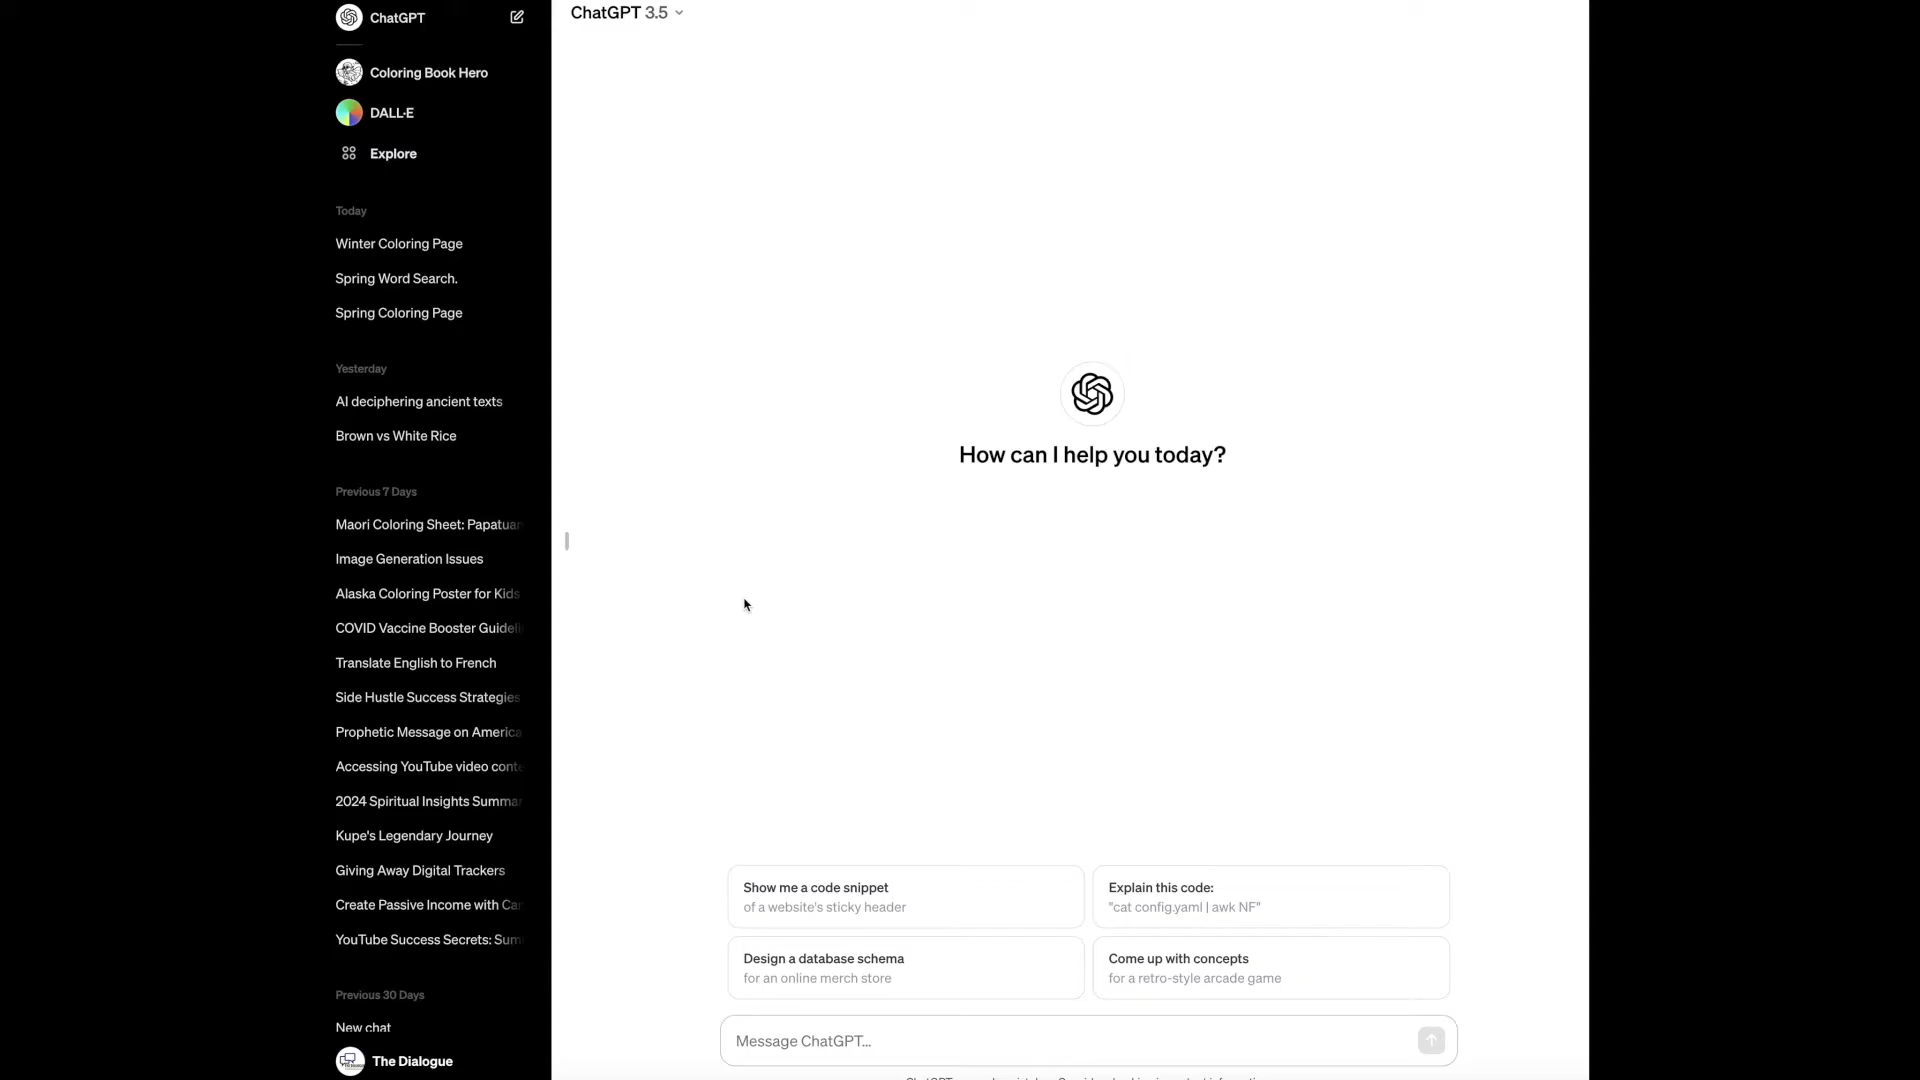 ChatGPT
Coloring Book Hero
DALL·E
Explore
Today
Winter Coloring Page
Spring Word Search.
Spring Coloring Page
Yesterday
AI deciphering ancient texts
Brown vs White Rice
Previous 7 Days
Maori Coloring Sheet: Papatuan
Image Generation Issues
Alaska Coloring Poster for Kids
COVID Vaccine Booster Guideli
Translate English to French
Side Hustle Success Strategies
Prophetic Message on America
Accessing YouTube video conte
2024 Spiritual Insights Summar
Kupe's Legendary Journey
Giving Away Digital Trackers
Create Passive Income with Can
YouTube Success Secrets: Sum
Previous 30 Days
New chat
The Dialogue
ChatGPT 3.5
How can I help you today?
Show me a code snippet
of a website's sticky header
Explain this code:
"cat config.yaml | awk NF"
Design a database schema
for an online merch store
Come up with concepts
for a retro-style arcade game
Message ChatGPT...